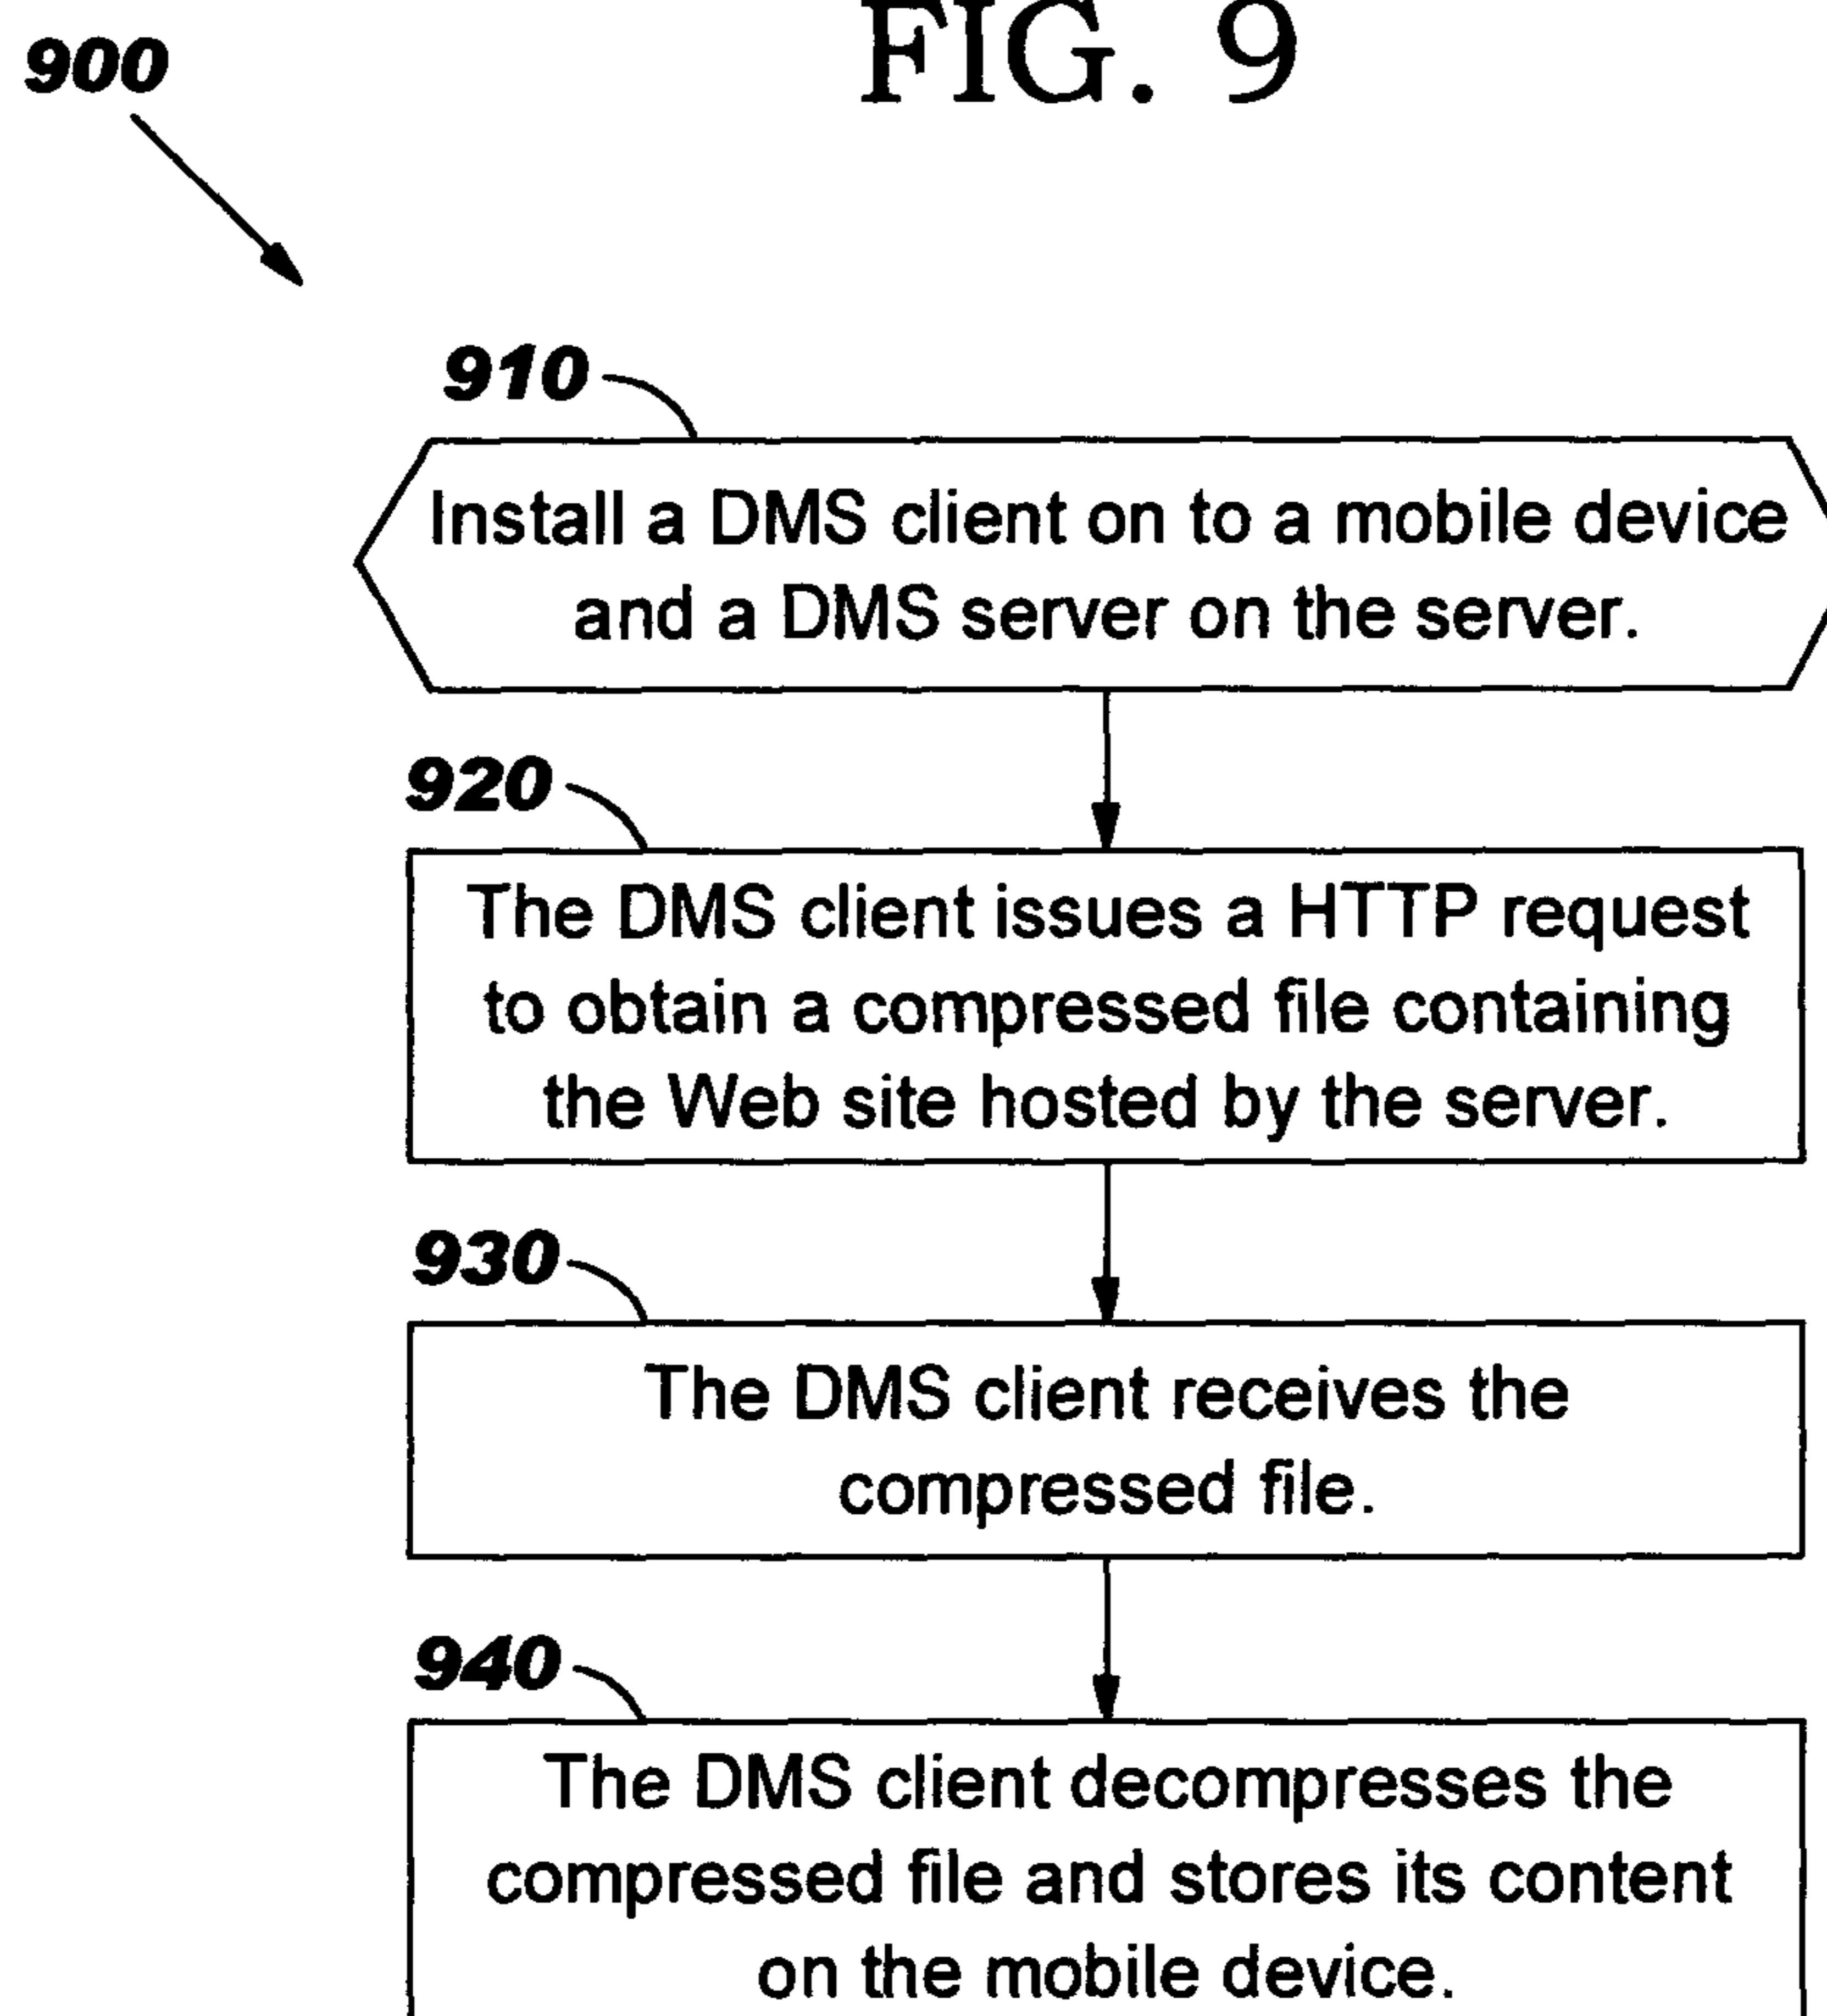 FIG. 9
900
910
Install a DMS client on to a mobile device
and a DMS server on the server.
920
The DMS client issues a HTTP request
to obtain a compressed file containing
the Web site hosted by the server.
930
The DMS client receives the
compressed file.
940
The DMS client decompresses the
compressed file and stores its content
on the mobile device.